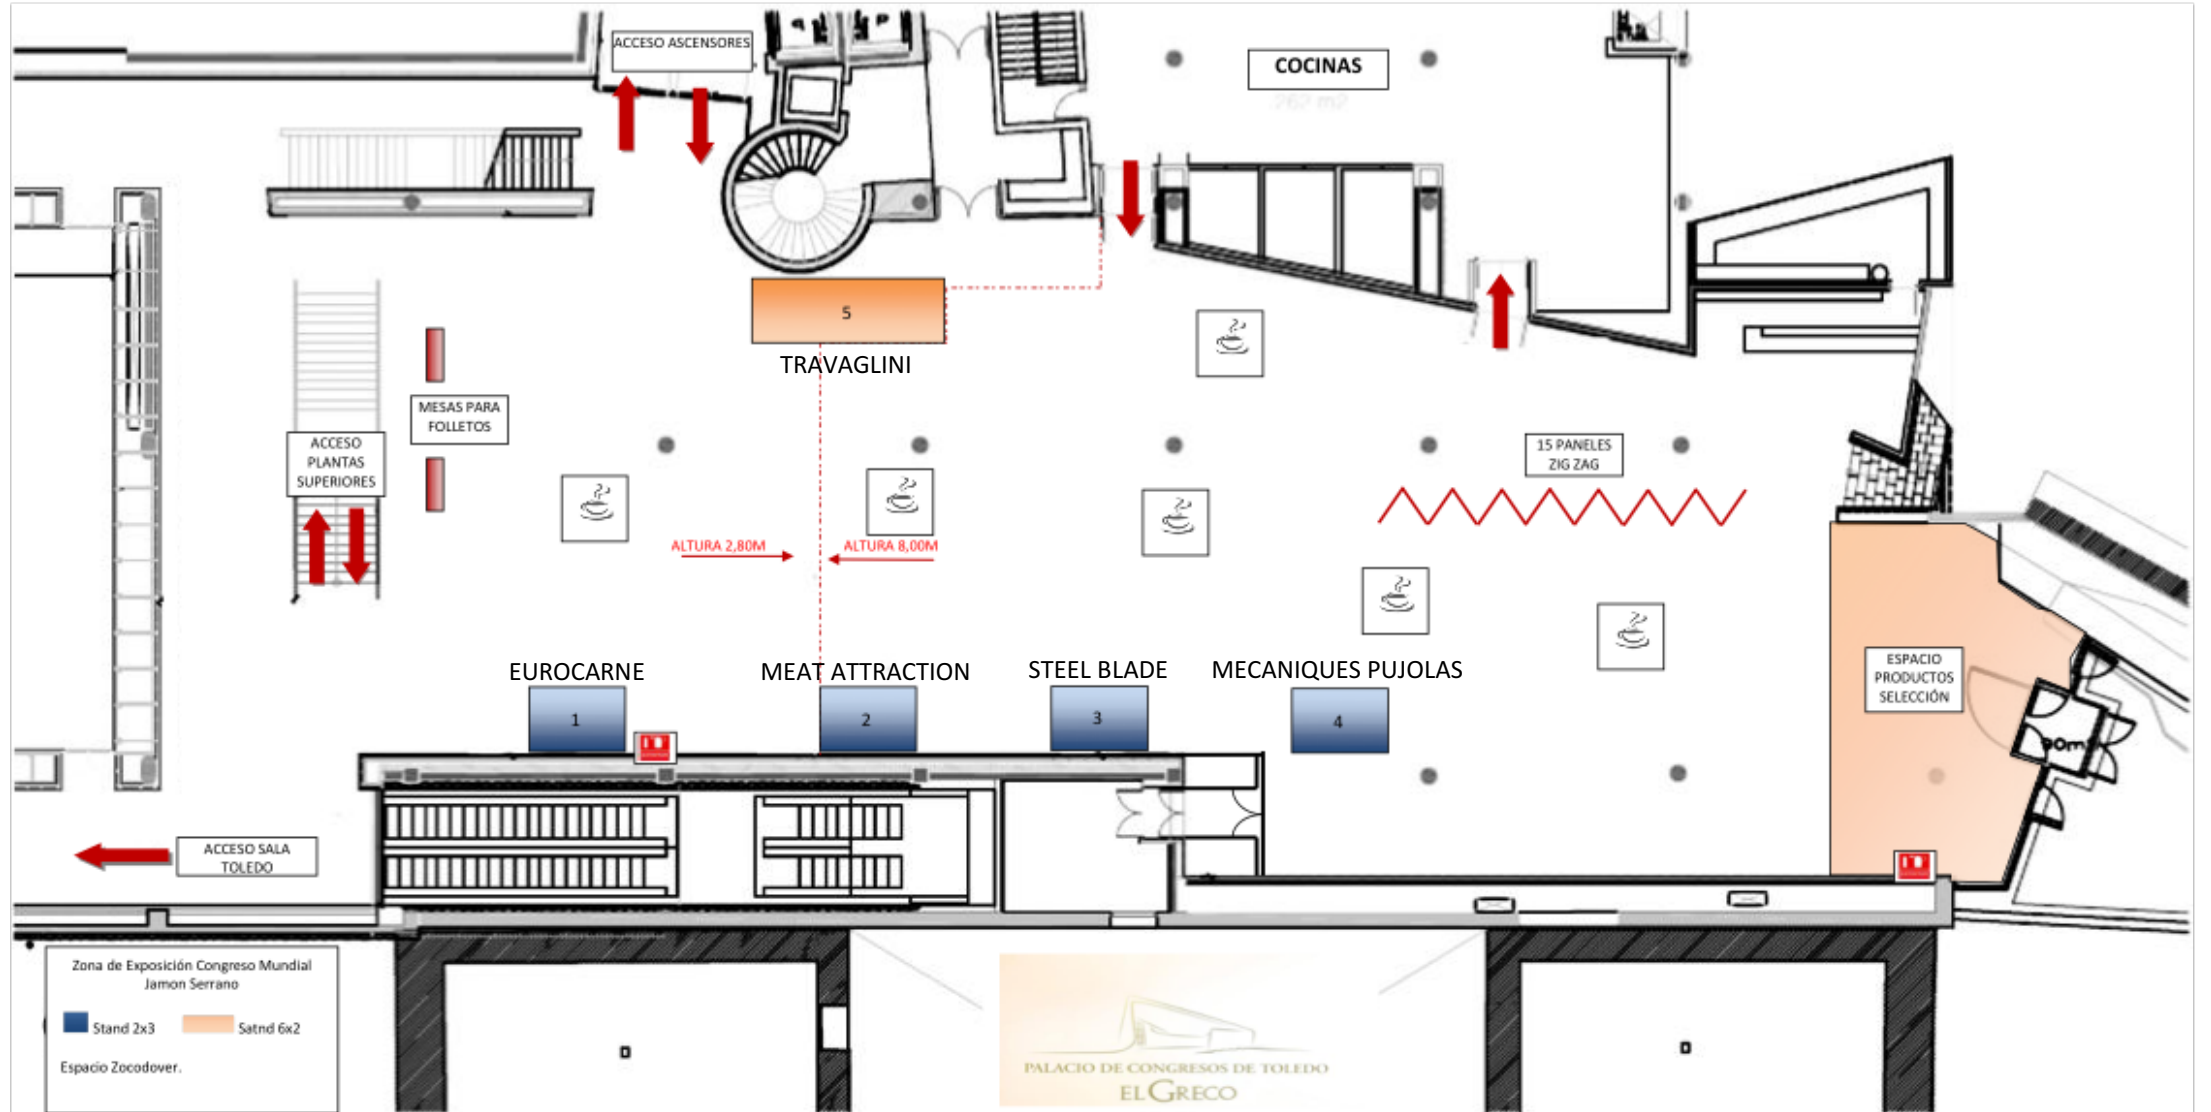 ACCESO ASCENSORES
COCINAS
262 m2
5
TRAVAGLINI
MESAS PARA
FOLLETOS
ACCESO
PLANTAS
SUPERIORES
15 PANELES
ZIG ZAG
ALTURA 2,80M
ALTURA 8,00M
EUROCARNE
MEAT ATTRACTION
STEEL BLADE
MECANIQUES PUJOLAS
1
2
3
4
ESPACIO
PRODUCTOS
SELECCIÓN
ACCESO SALA
TOLEDO
Zona de Exposición Congreso Mundial
Jamon Serrano
Stand 2x3
Satnd 6x2
Espacio Zocodover.
PALACIO DE CONGRESOS DE TOLEDO
EL GRECO